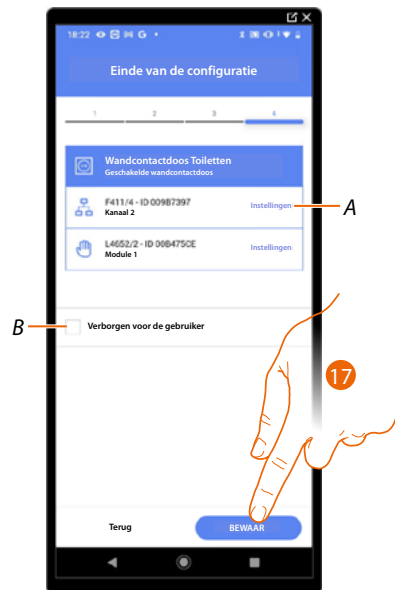 18:22 G
Einde van de configuratie
1 2 3 4
Wandcontactdoos Toiletten
Geschakelde wandcontactdoos
F411/4 - ID 009B7397
Kanaal 2
Instellingen
A
L4652/2 - ID 00B475CE
Module 1
Instellingen
B
Verborgen voor de gebruiker
17
Terug
BEWAAR